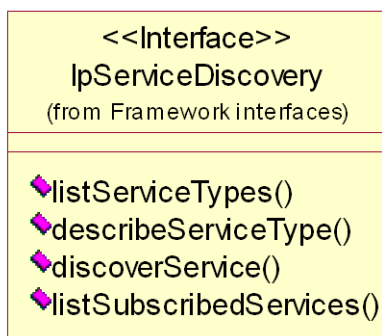 <<Interface>>
IpServiceDiscovery
(from Framework interfaces)
listServiceTypes()
describeServiceType()
discoverService()
listSubscribedServices()